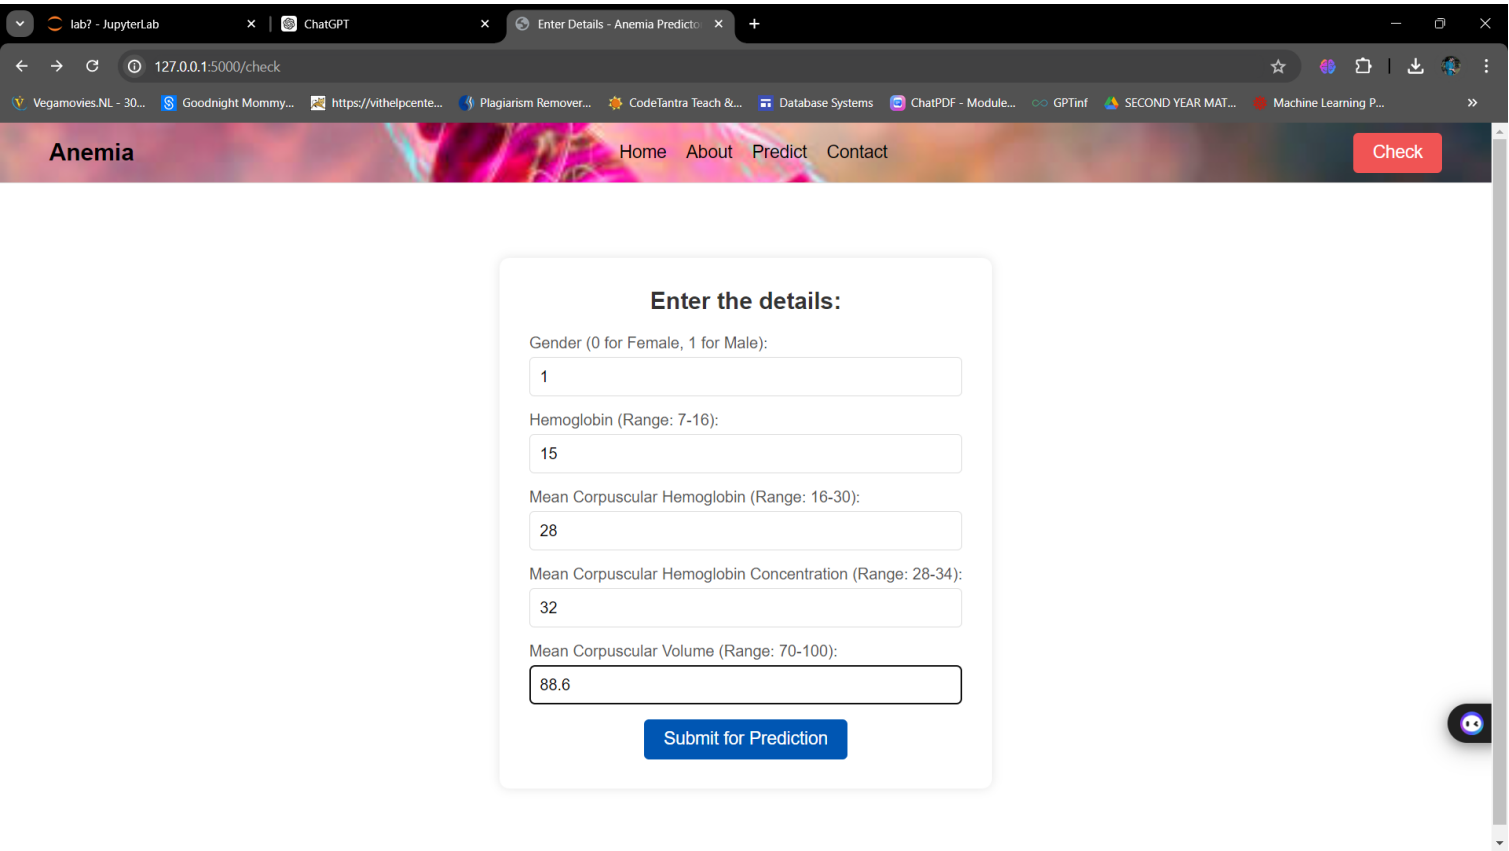 lab? - JupyterLab
ChatGPT
Enter Details - Anemia Predicto
127.0.0.1:5000/check
Vegamovies.NL - 30... Goodnight Mommy... https://vithelpcente... Plagiarism Remover... CodeTantra Teach &... Database Systems ChatPDF - Module... GPTinf SECOND YEAR MAT... Machine Learning P...
Anemia Home About Predict Contact Check
Enter the details:
Gender (0 for Female, 1 for Male):
1
Hemoglobin (Range: 7-16):
15
Mean Corpuscular Hemoglobin (Range: 16-30):
28
Mean Corpuscular Hemoglobin Concentration (Range: 28-34):
32
Mean Corpuscular Volume (Range: 70-100):
88.6
Submit for Prediction